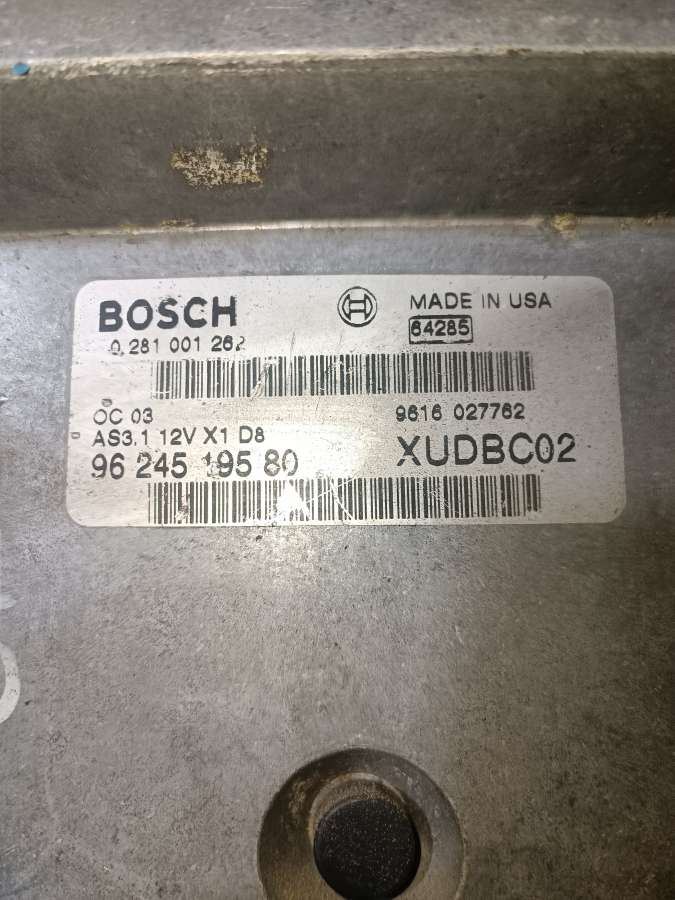 BOSCH
MADE IN USA
0 281 001 262
64285
OC 03
9616 027762
AS3.1 12V X1 D8
96 245 195 80
XUDBC02